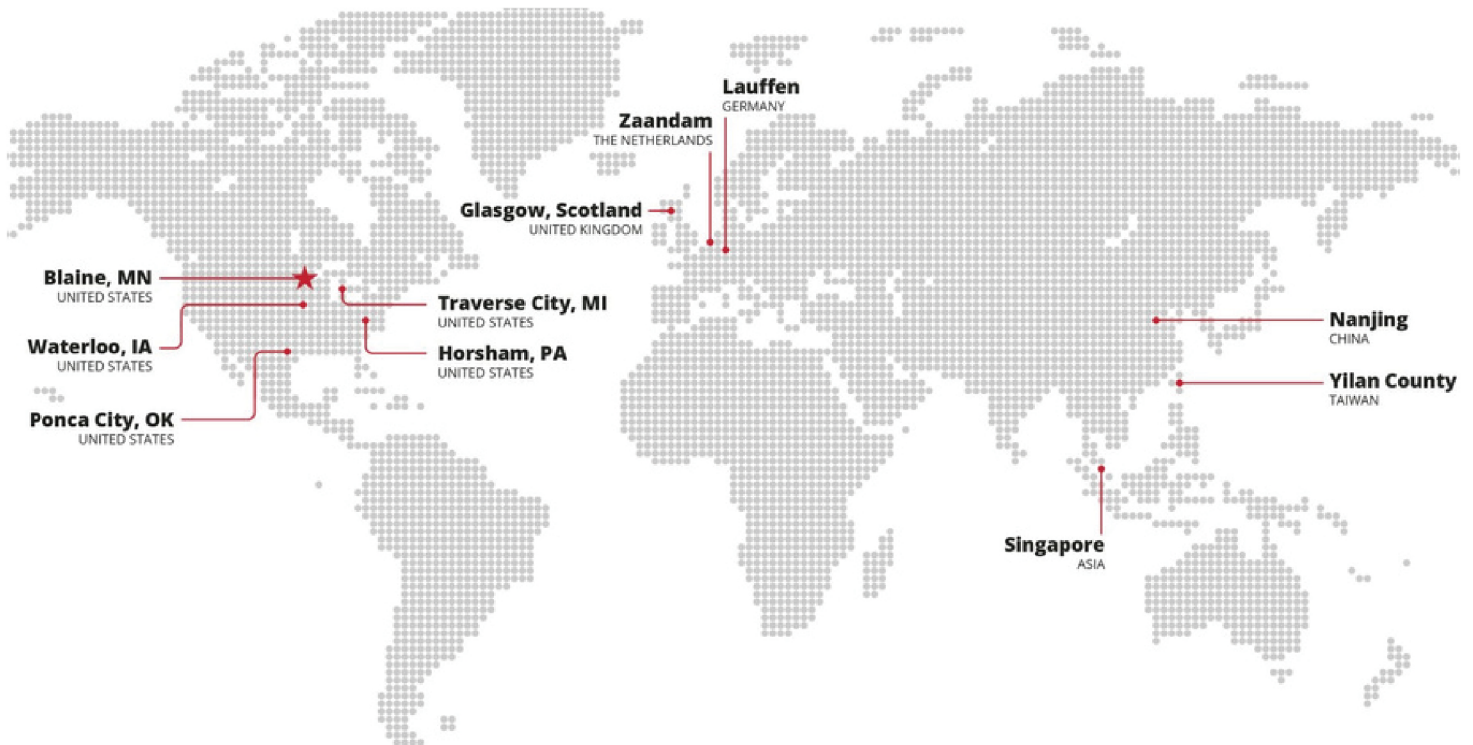 Lauffen
GERMANY
Zaandam
THE NETHERLANDS
Glasgow, Scotland
UNITED KINGDOM
Blaine, MN
UNITED STATES
Traverse City, MI
UNITED STATES
Waterloo, IA
UNITED STATES
Horsham, PA
UNITED STATES
Ponca City, OK
UNITED STATES
Nanjing
CHINA
Yilan County
TAIWAN
Singapore
ASIA